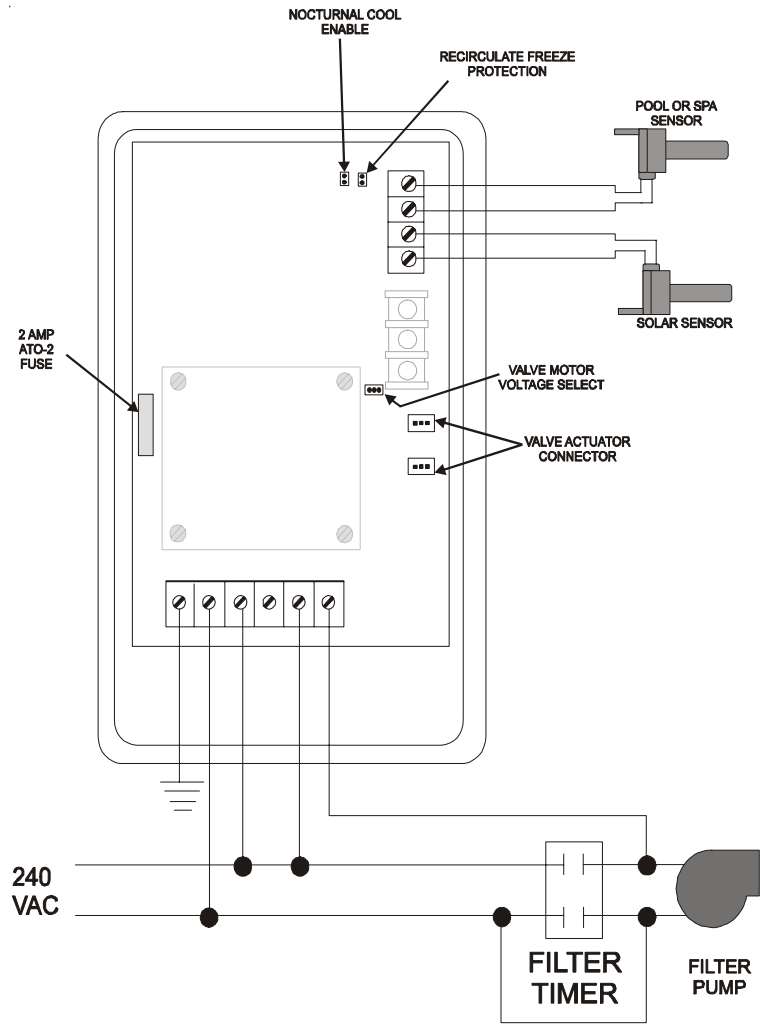 NOCTURNAL COOL
ENABLE
RECIRCULATE FREEZE
PROTECTION
POOL OR SPA
SENSOR
SOLAR SENSOR
2 AMP
ATO-2
FUSE
VALVE MOTOR
VOLTAGE SELECT
VALVE ACTUATOR
CONNECTOR
240
VAC
FILTER
TIMER
FILTER
PUMP